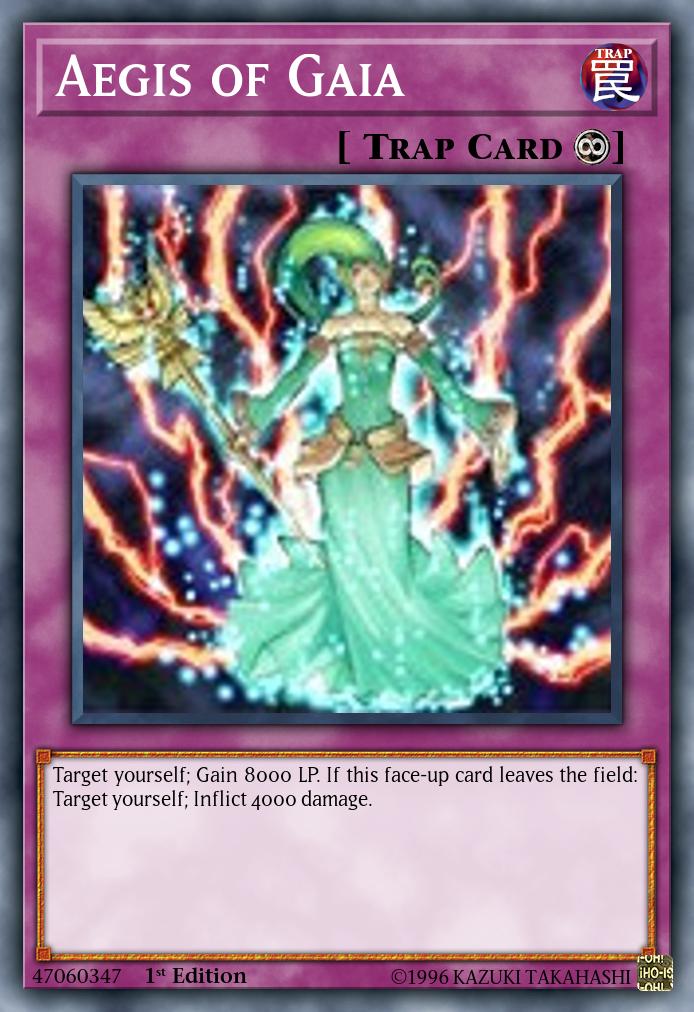 Aegis of Gaia
TRAP
罠
[ Trap Card ]
Target yourself; Gain 8000 LP. If this face-up card leaves the field:
Target yourself; Inflict 4000 damage.
47060347 1st Edition ©1996 KAZUKI TAKAHASHI